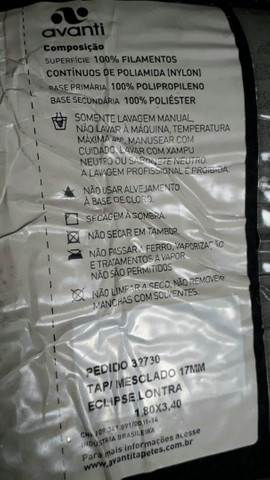 avanti
Composição
SUPERFÍCIE 100% FILAMENTOS
CONTÍNUOS DE POLIAMIDA (NYLON)
BASE PRIMÁRIA 100% POLIPROPILENO
BASE SECUNDÁRIA 100% POLIÉSTER
SOMENTE LAVAGEM MANUAL,
NÃO LAVAR À MÁQUINA, TEMPERATURA
MÁXIMA MANUSEAR COM
CUIDADO, LAVAR COM XAMPU
NEUTRO OU SABONETE NEUTRO
A LAVAGEM PROFISSIONAL É PROIBIDA
NÃO USAR ALVEJAMENTO
À BASE DE CLORO
SECAGEM À SOMBRA
NÃO SECAR EM TAMBOR
NÃO PASSAR A FERRO, VAPORIZAÇÃO
E TRATAMENTOS A VAPOR
NÃO SÃO PERMITIDOS
NÃO LIMPAR A SECO, NÃO REMOVER
MANCHAS COM SOLVENTES.
PEDIDO 32730
TAP/ MESCLADO 17MM
ECLIPSE LONTRA
1,80X3,40
INDÚSTRIA BRASILEIRA
Para mais informações acesse
www.avantitapetes.com.br